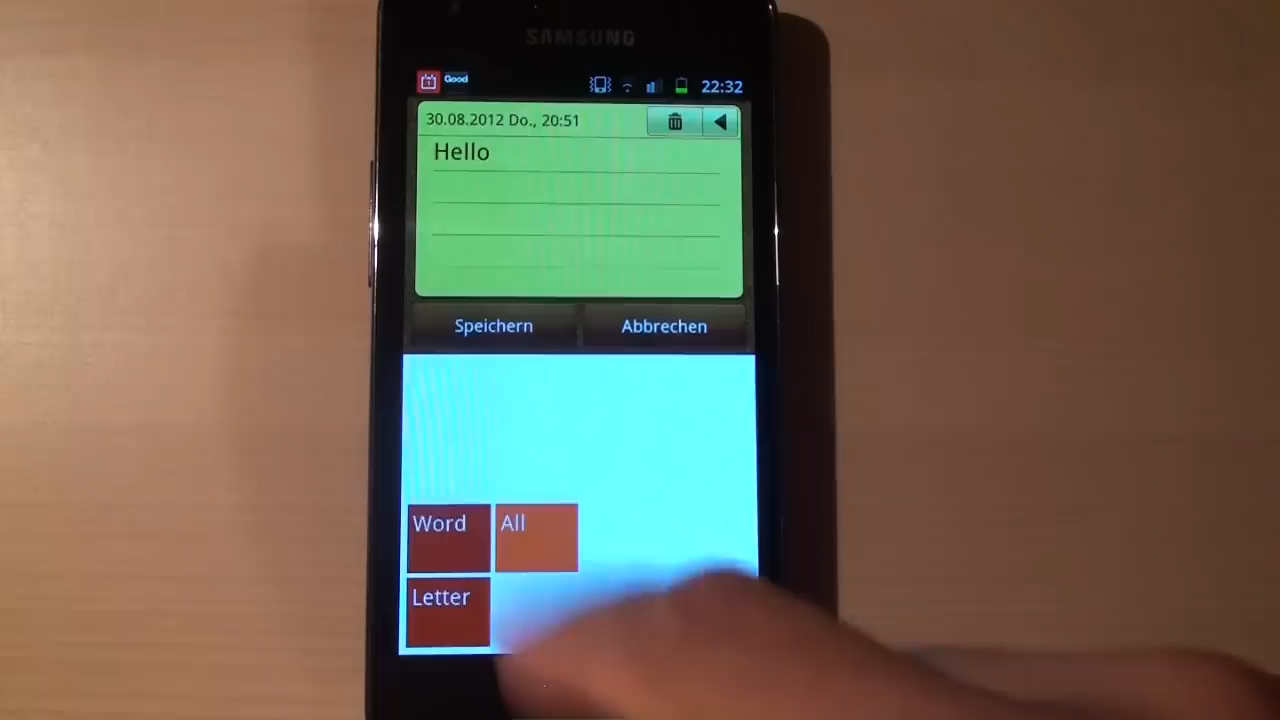 SAMSUNG
Good 22:32
30.08.2012 Do., 20:51
Hello
Speichern Abbrechen
Word All
Letter